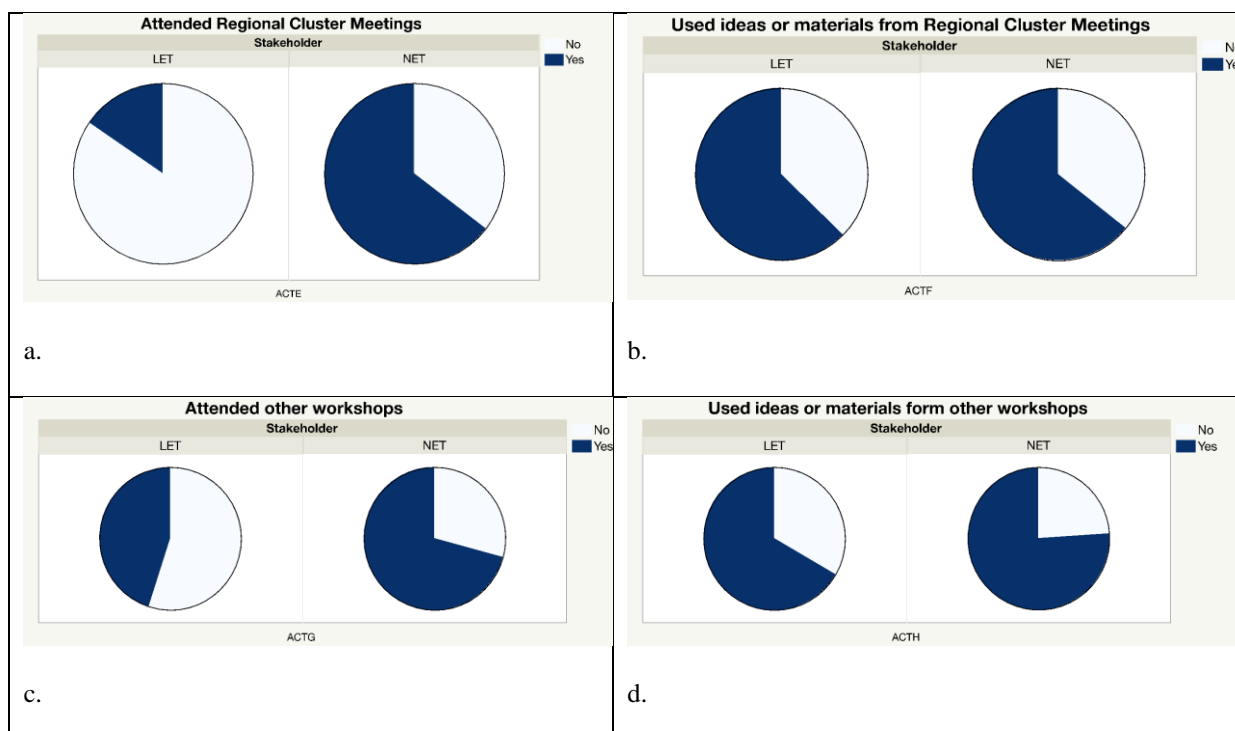 Attended Regional Cluster Meetings
Stakeholder
LET NET
No
Yes
ACTE
a.
Used ideas or materials from Regional Cluster Meetings
Stakeholder
LET NET
ACTF
b.
Attended other workshops
Stakeholder
LET NET
No
Yes
ACTG
c.
Used ideas or materials form other workshops
Stakeholder
LET NET
No
Yes
ACTH
d.